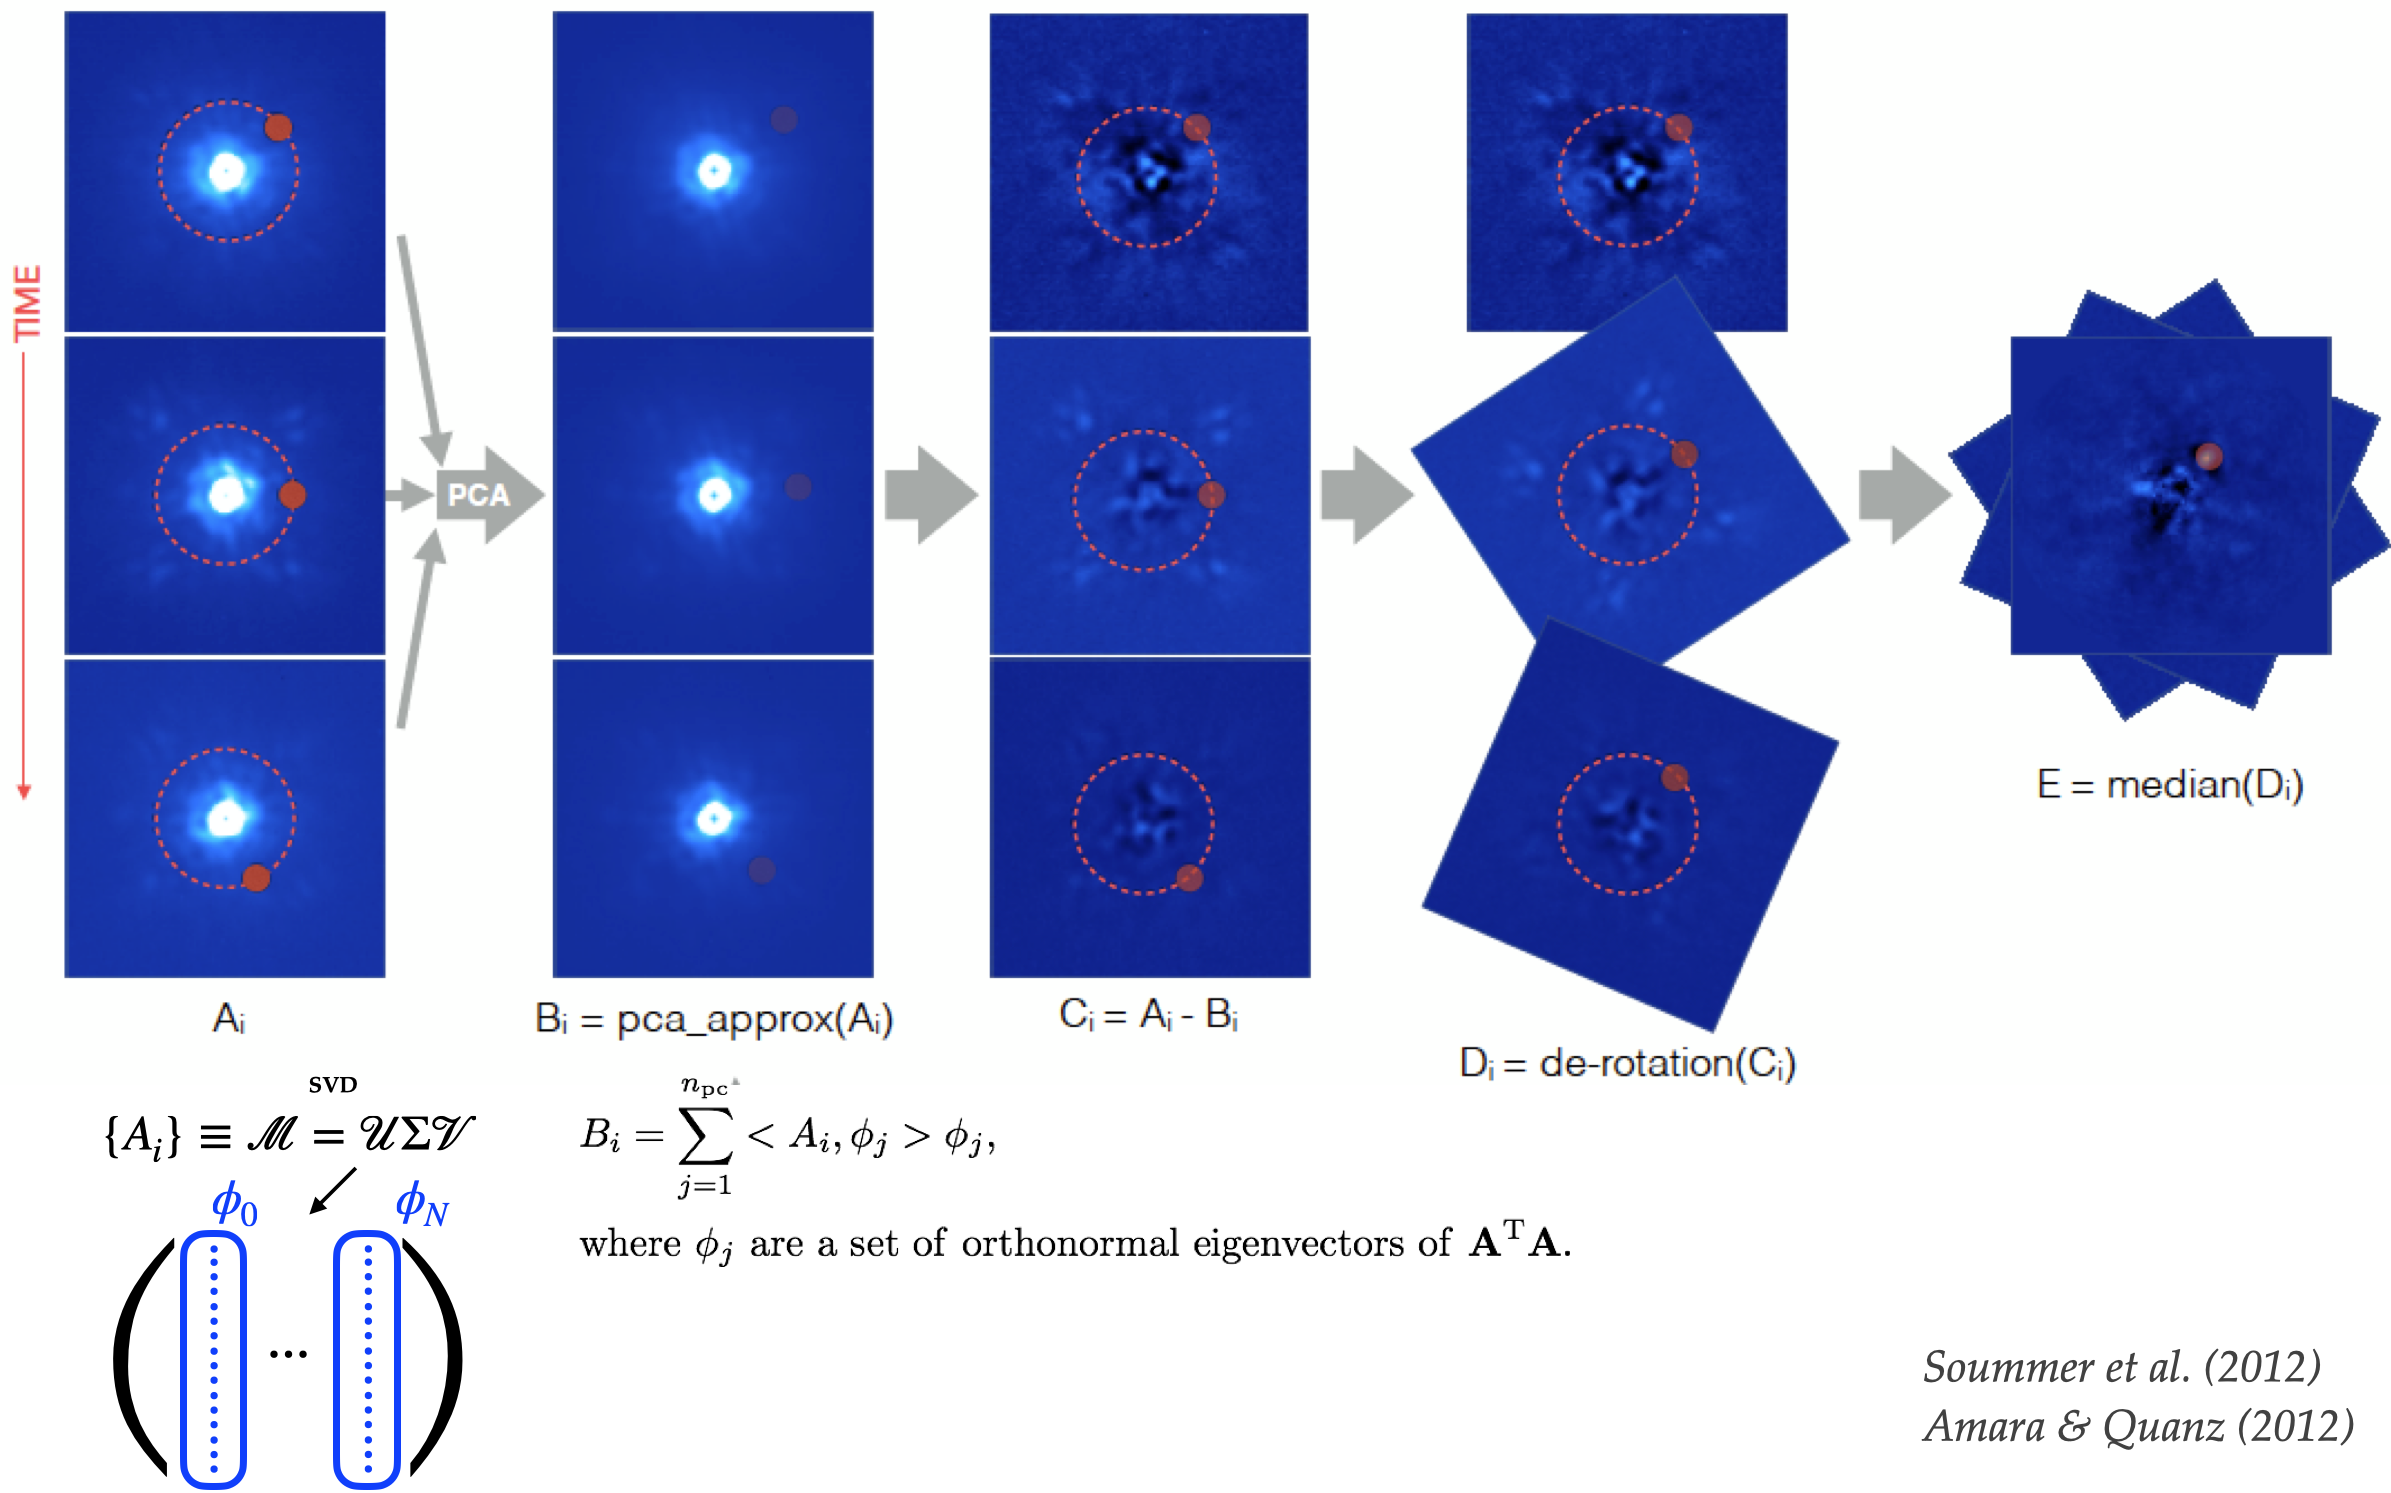 TIME
PCA
Aᵢ
Bᵢ = pca_approx(Aᵢ)
Cᵢ = Aᵢ - Bᵢ
Dᵢ = de-rotation(Cᵢ)
E = median(Dᵢ)
SVD
{Aᵢ} ≡ ℳ = 𝒰Σ𝒱
ϕ₀ ϕ_N
...
n_pc
Bᵢ = ∑ < Aᵢ, ϕⱼ > ϕⱼ,
j=1
where ϕⱼ are a set of orthonormal eigenvectors of AᵀA.
Soummer et al. (2012)
Amara & Quanz (2012)